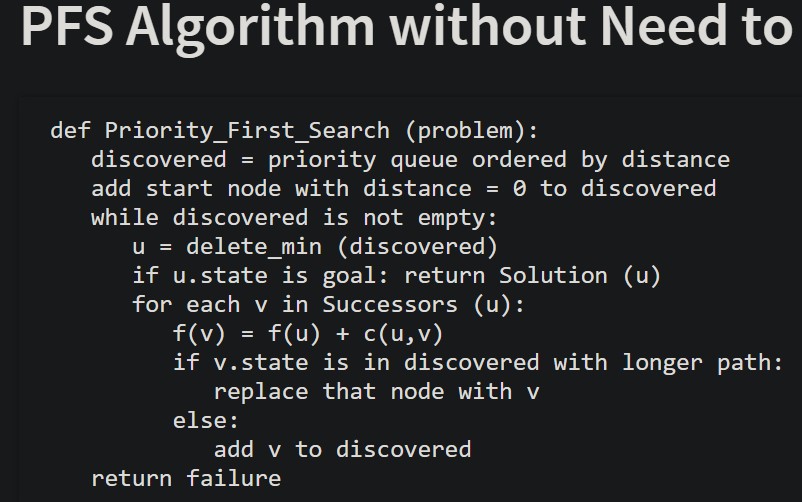 PFS Algorithm without Need to
def Priority_First_Search (problem):
discovered = priority queue ordered by distance
add start node with distance = 0 to discovered
while discovered is not empty:
u = delete_min (discovered)
if u.state is goal: return Solution (u)
for each v in Successors (u):
f(v) = f(u) + c(u,v)
if v.state is in discovered with longer path:
replace that node with v
else:
add v to discovered
return failure